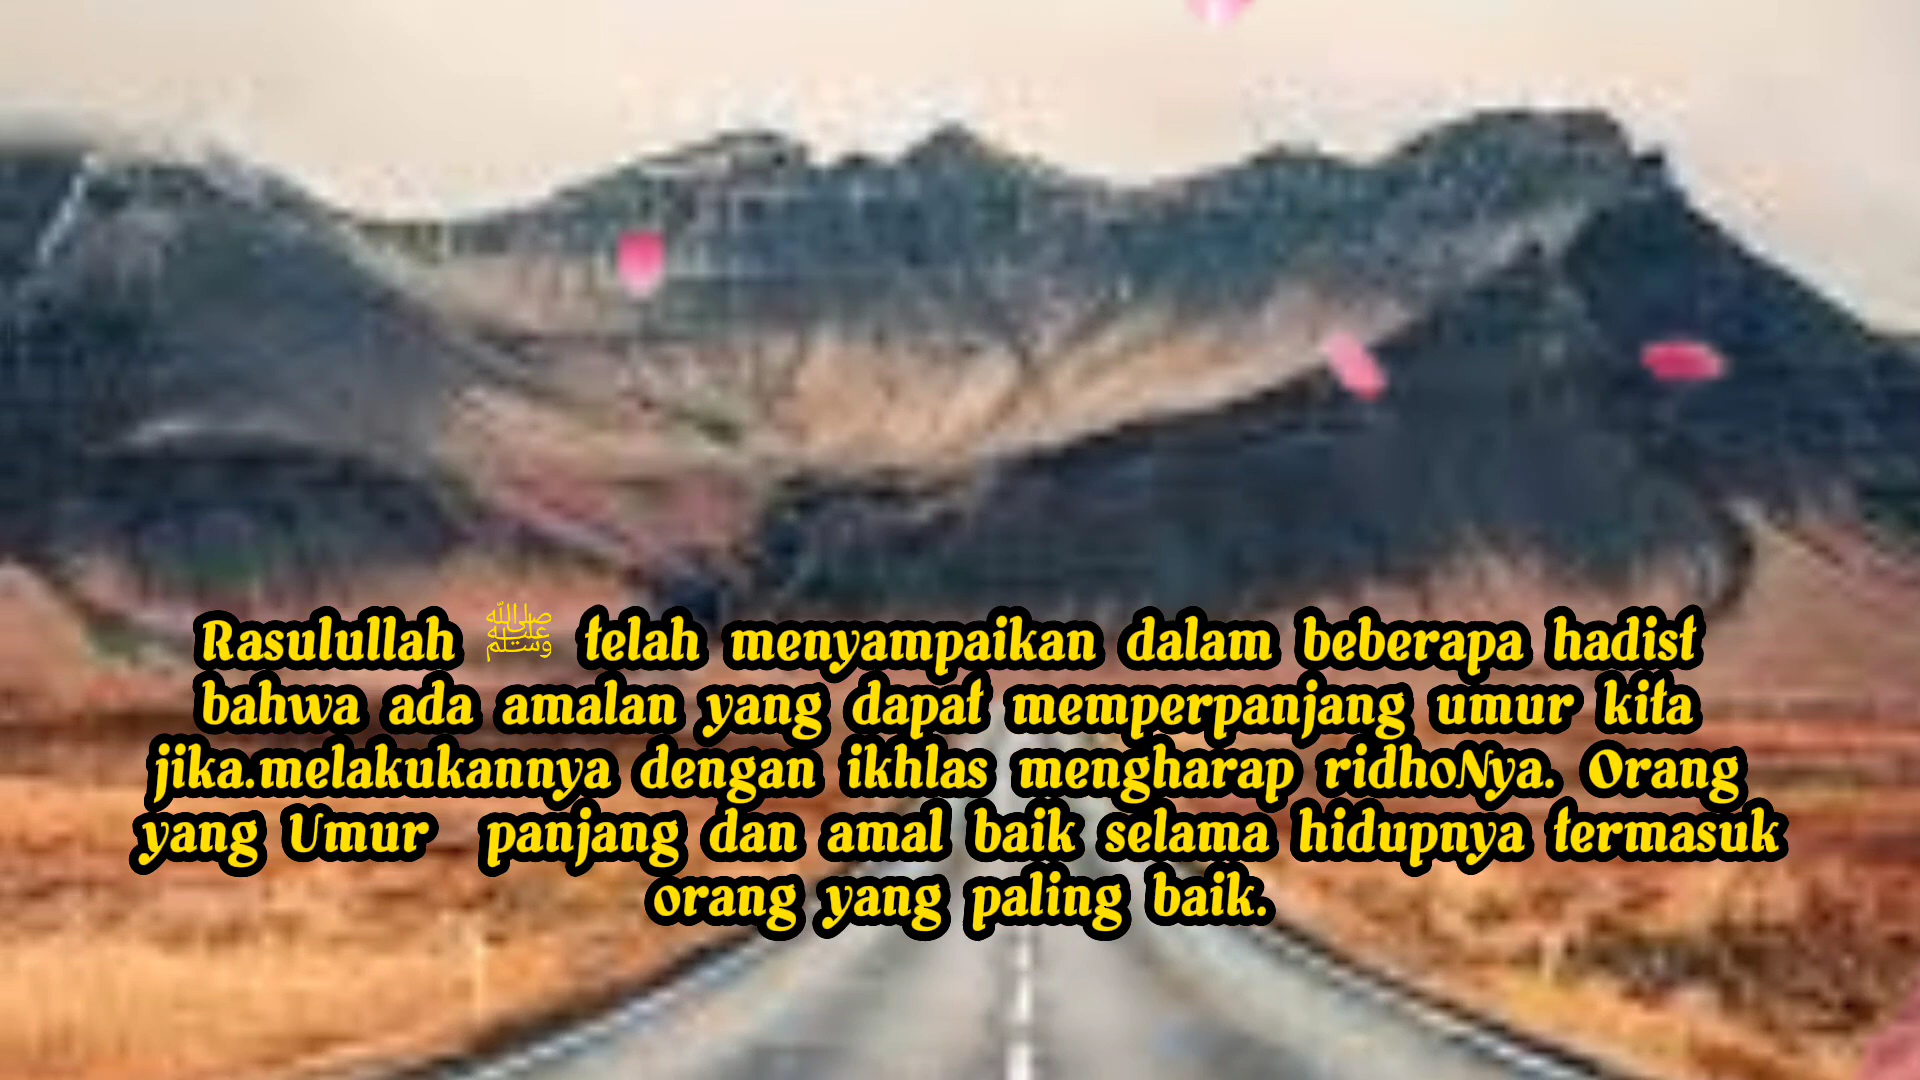 Rasulullah ﷺ telah menyampaikan dalam beberapa hadist
bahwa ada amalan yang dapat memperpanjang umur kita
jika.melakukannya dengan ikhlas mengharap ridhoNya. Orang
yang Umur panjang dan amal baik selama hidupnya termasuk
orang yang paling baik.